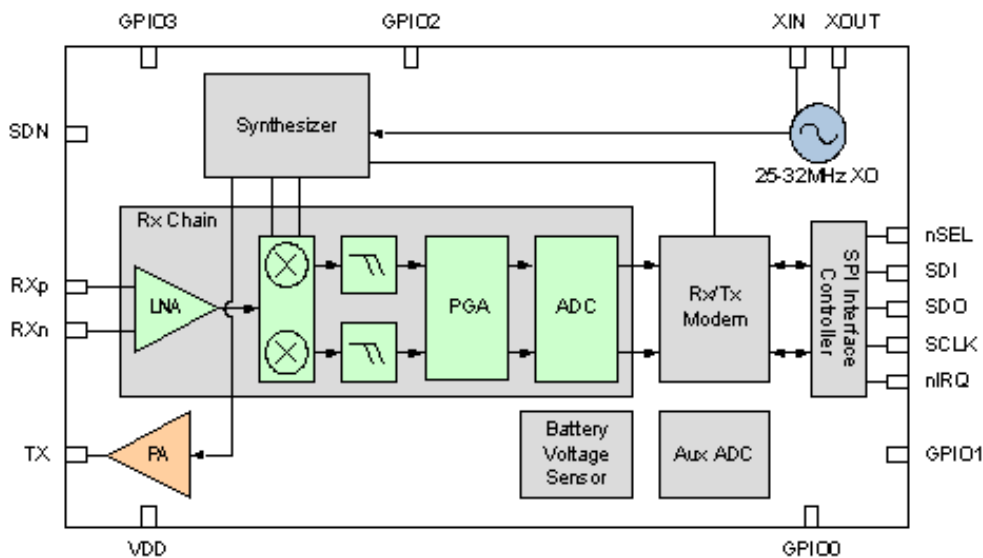 GPIO3
GPIO2
XIN
XOUT
SDN
Synthesizer
25-32MHz XO
Rx Chain
nSEL
SDI
SDO
SCLK
nIRQ
SPI Interface
Controller
RXp
RXn
LNA
PGA
ADC
Rx/Tx
Modem
TX
PA
Battery
Voltage
Sensor
Aux ADC
GPIO1
VDD
GPIO0